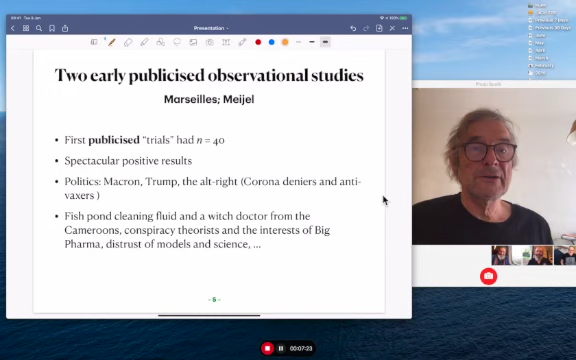 Presentation
Two early publicised observational studies
Marseilles; Meijel
• First publicised “trials” had n = 40
• Spectacular positive results
• Politics: Macron, Trump, the alt-right (Corona deniers and anti-
vaxers )
• Fish pond cleaning fluid and a witch doctor from the
Cameroons, conspiracy theorists and the interests of Big
Pharma, distrust of models and science, ...
- 5 -
Photo Booth
00:07:23